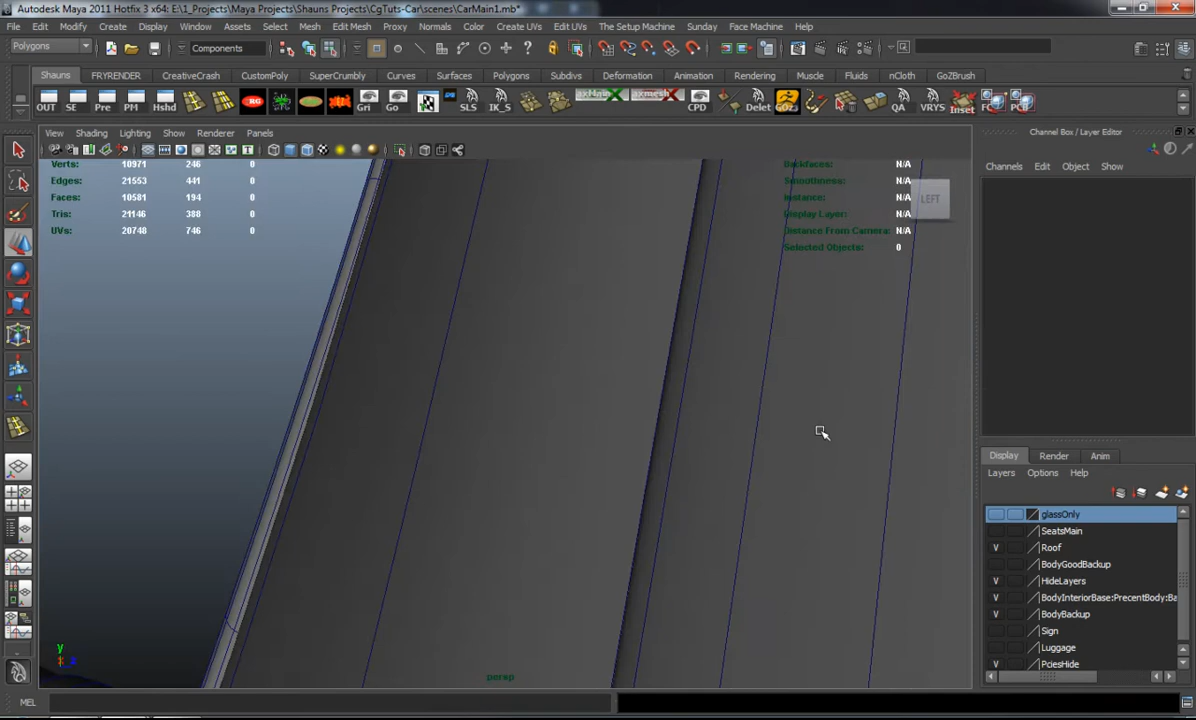 Autodesk Maya 2011 Hotfix 3 x64: E:\1_Projects\Maya Projects\Shauns Projects\CgTuts-Car\scenes\CarMain1.mb*
File Edit Modify Create Display Window Assets Select Mesh Edit Mesh Proxy Normals Color Create UVs Edit UVs The Setup Machine Sunday Face Machine Help
Polygons Components
Shauns FRYRENDER CreativeCrash CustomPoly SuperCrumbly Curves Surfaces Polygons Subdivs Deformation Animation Rendering Muscle Fluids nCloth GoZBrush
OUT SE Pre PM Hshd RG Gri Go SLS IK_S axMain axmesh CPD Delet GOzs QA VRYS Inset FC PCB
View Shading Lighting Show Renderer Panels
Channel Box / Layer Editor
Channels Edit Object Show
Verts: 10971 246 0
Edges: 21553 441 0
Faces: 10581 194 0
Tris: 21146 388 0
UVs: 20748 746 0
Backfaces: N/A
Smoothness: N/A
Instance: N/A
Display Layer: N/A
Distance From Camera: N/A
Selected Objects: 0
LEFT
Display Render Anim
Layers Options Help
glassOnly
SeatsMain
V Roof
BodyGoodBackup
V HideLayers
V BodyInteriorBase:PrecentBody:Ba
V BodyBackup
Sign
Luggage
V PciesHide
y
persp
MEL